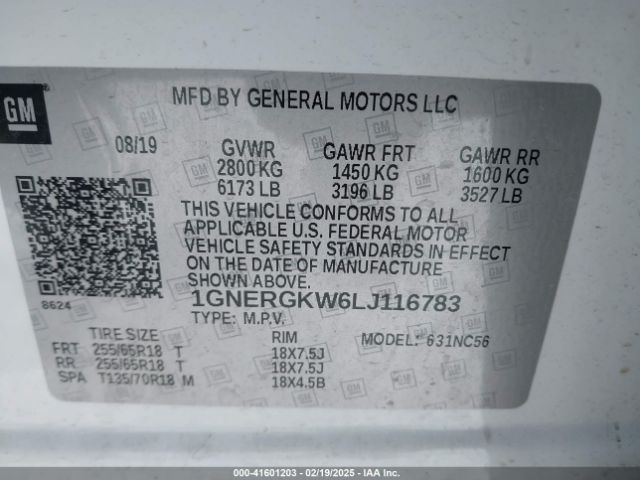 GM
MFD BY GENERAL MOTORS LLC
08/19 GVWR GAWR FRT GAWR RR
2800 KG 1450 KG 1600 KG
6173 LB 3196 LB 3527 LB
THIS VEHICLE CONFORMS TO ALL
APPLICABLE U.S. FEDERAL MOTOR
VEHICLE SAFETY STANDARDS IN EFFECT
ON THE DATE OF MANUFACTURE
SHOWN ABOVE.
8624 1GNERGKW6LJ116783
TYPE: M.P.V. MODEL: 631NC56
TIRE SIZE RIM
FRT 255/65R18 T 18X7.5J
RR 255/65R18 T 18X7.5J
SPA T135/70R18 M 18X4.5B
000-41601203 - 02/19/2025 - IAA Inc.